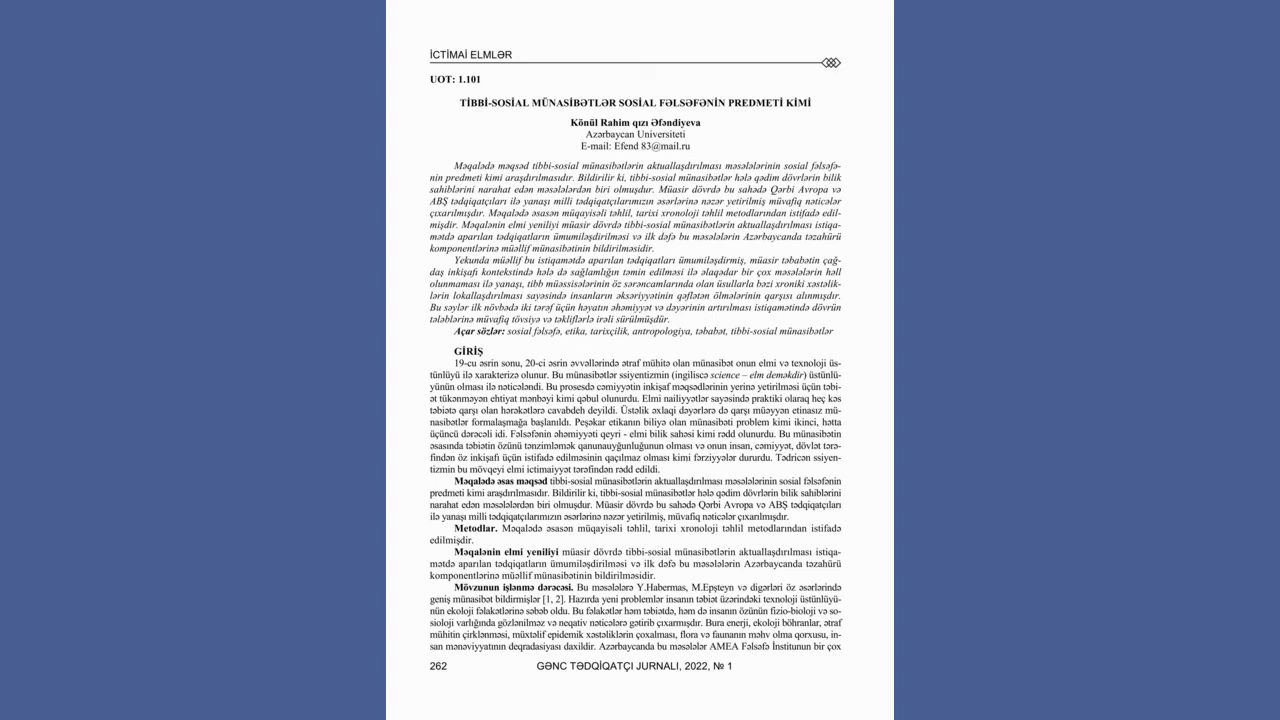 İCTİMAİ ELMLƏR
UOT: 1.101
TİBBİ-SOSİAL MÜNASİBƏTLƏR SOSİAL FƏLSƏFƏNİN PREDMETİ KİMİ
Könül Rahim qızı Əfəndiyeva
Azərbaycan Universiteti
E-mail: Efend 83@mail.ru
Məqalədə məqsəd tibbi-sosial münasibətlərin aktuallaşdırılması məsələlərinin sosial fəlsəfə-
nin predmeti kimi araşdırılmasıdır. Bildirilir ki, tibbi-sosial münasibətlər hələ qədim dövrlərin bilik
sahiblərini narahat edən məsələlərdən biri olmuşdur. Müasir dövrdə bu sahədə Qərbi Avropa və
ABŞ tədqiqatçıları ilə yanaşı milli tədqiqatçılarımızın əsərlərinə nəzər yetirilmiş müvafiq nəticələr
çıxarılmışdır. Məqalədə əsasən müqayisəli təhlil, tarixi xronoloji təhlil metodlarından istifadə edil-
mişdir. Məqalənin elmi yeniliyi müasir dövrdə tibbi-sosial münasibətlərin aktuallaşdırılması istiqa-
mətdə aparılan tədqiqatların ümumiləşdirilməsi və ilk dəfə bu məsələlərin Azərbaycanda təzahürü
komponentlərinə müəllif münasibətinin bildirilməsidir.
Yekunda müəllif bu istiqamətdə aparılan tədqiqatları ümumiləşdirmiş, müasir təbabətin çağ-
daş inkişafı kontekstində hələ də sağlamlığın təmin edilməsi ilə əlaqədar bir çox məsələlərin həll
olunmaması ilə yanaşı, tibb müəssisələrinin öz sərəncamlarında olan üsullarla bəzi xroniki xəstəlik-
lərin lokallaşdırılması sayəsində insanların əksəriyyətinin qəflətən ölmələrinin qarşısı alınmışdır.
Bu səylər ilk növbədə iki tərəf üçün həyatın əhəmiyyət və dəyərinin artırılması istiqamətində dövrün
tələblərinə müvafiq tövsiyə və təkliflərlə irəli sürülmüşdür.
Açar sözlər: sosial fəlsəfə, etika, tarixçilik, antropologiya, təbabət, tibbi-sosial münasibətlər
GİRİŞ
19-cu əsrin sonu, 20-ci əsrin əvvəllərində ətraf mühitə olan münasibət onun elmi və texnoloji üs-
tünlüyü ilə xarakterizə olunur. Bu münasibətlər ssiyentizmin (ingiliscə science – elm deməkdir) üstünlü-
yünün olması ilə nəticələndi. Bu prosesdə cəmiyyətin inkişaf məqsədlərinin yerinə yetirilməsi üçün təbi-
ət tükənməyən ehtiyat mənbəyi kimi qəbul olunurdu. Elmi nailiyyətlər sayəsində praktiki olaraq heç kəs
təbiətə qarşı olan hərəkətlərə cavabdeh deyildi. Üstəlik əxlaqi dəyərlərə də qarşı müəyyən etinasız mü-
nasibətlər formalaşmağa başlanıldı. Peşəkar etikanın biliyə olan münasibəti problem kimi ikinci, hətta
üçüncü dərəcəli idi. Fəlsəfənin əhəmiyyəti qeyri - elmi bilik sahəsi kimi rədd olunurdu. Bu münasibətin
əsasında təbiətin özünü tənzimləmək qanunauyğunluğunun olması və onun insan, cəmiyyət, dövlət tərə-
findən öz inkişafı üçün istifadə edilməsinin qaçılmaz olması kimi fərziyyələr dururdu. Tədricən ssiyen-
tizmin bu mövqeyi elmi ictimaiyyət tərəfindən rədd edildi.
Məqalədə əsas məqsəd tibbi-sosial münasibətlərin aktuallaşdırılması məsələlərinin sosial fəlsəfənin
predmeti kimi araşdırılmasıdır. Bildirilir ki, tibbi-sosial münasibətlər hələ qədim dövrlərin bilik sahiblərini
narahat edən məsələlərdən biri olmuşdur. Müasir dövrdə bu sahədə Qərbi Avropa və ABŞ tədqiqatçıları
ilə yanaşı milli tədqiqatçılarımızın əsərlərinə nəzər yetirilmiş, müvafiq nəticələr çıxarılmışdır.
Metodlar. Məqalədə əsasən müqayisəli təhlil, tarixi xronoloji təhlil metodlarından istifadə
edilmişdir.
Məqalənin elmi yeniliyi müasir dövrdə tibbi-sosial münasibətlərin aktuallaşdırılması istiqa-
mətdə aparılan tədqiqatların ümumiləşdirilməsi və ilk dəfə bu məsələlərin Azərbaycanda təzahürü
komponentlərinə müəllif münasibətinin bildirilməsidir.
Mövzunun işlənmə dərəcəsi. Bu məsələlərə Y.Habermas, M.Epşteyn və digərləri öz əsərlərində
geniş münasibət bildirmişlər [1, 2]. Hazırda yeni problemlər insanın təbiət üzərindəki texnoloji üstünlüyü-
nün ekoloji fəlakətlərinə səbəb oldu. Bu fəlakətlər həm təbiətdə, həm də insanın özünün fizio-bioloji və so-
sioloji varlığında gözlənilməz və neqativ nəticələrə gətirib çıxarmışdır. Bura enerji, ekoloji böhranlar, ətraf
mühitin çirklənməsi, müxtəlif epidemik xəstəliklərin çoxalması, flora və faunanın məhv olma qorxusu, in-
san mənəviyyatının deqradasiyası daxildir. Azərbaycanda bu məsələlər AMEA Fəlsəfə İnstitunun bir çox
262 GƏNC TƏDQİQATÇI JURNALI, 2022, № 1